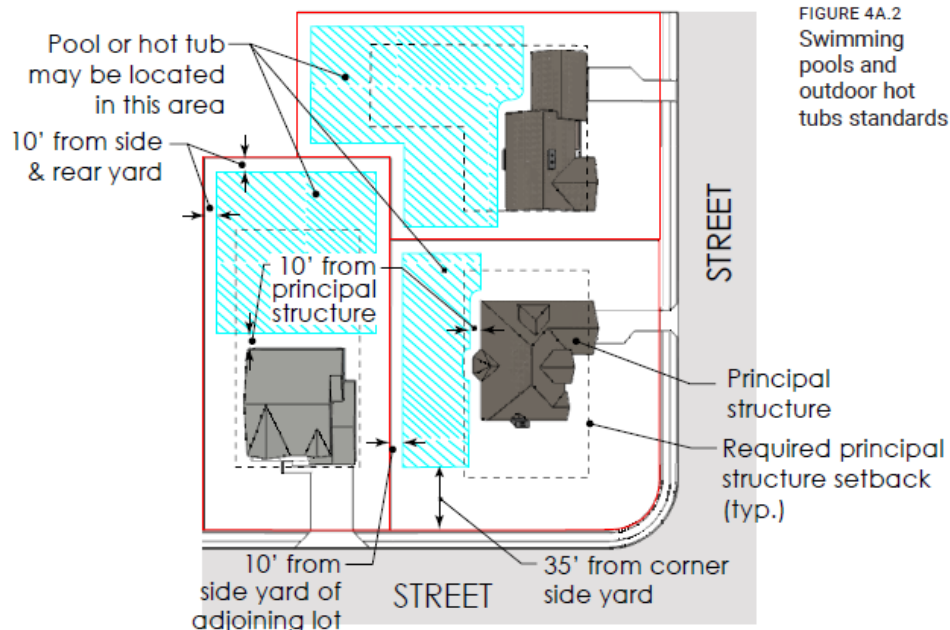 FIGURE 4A.2
Swimming
pools and
outdoor hot
tubs standards
Pool or hot tub
may be located
in this area
10’ from side
& rear yard
10’ from
principal
structure
STREET
Principal
structure
Required principal
structure setback
(typ.)
10’ from
side yard of
adjoining lot
STREET
35’ from corner
side yard